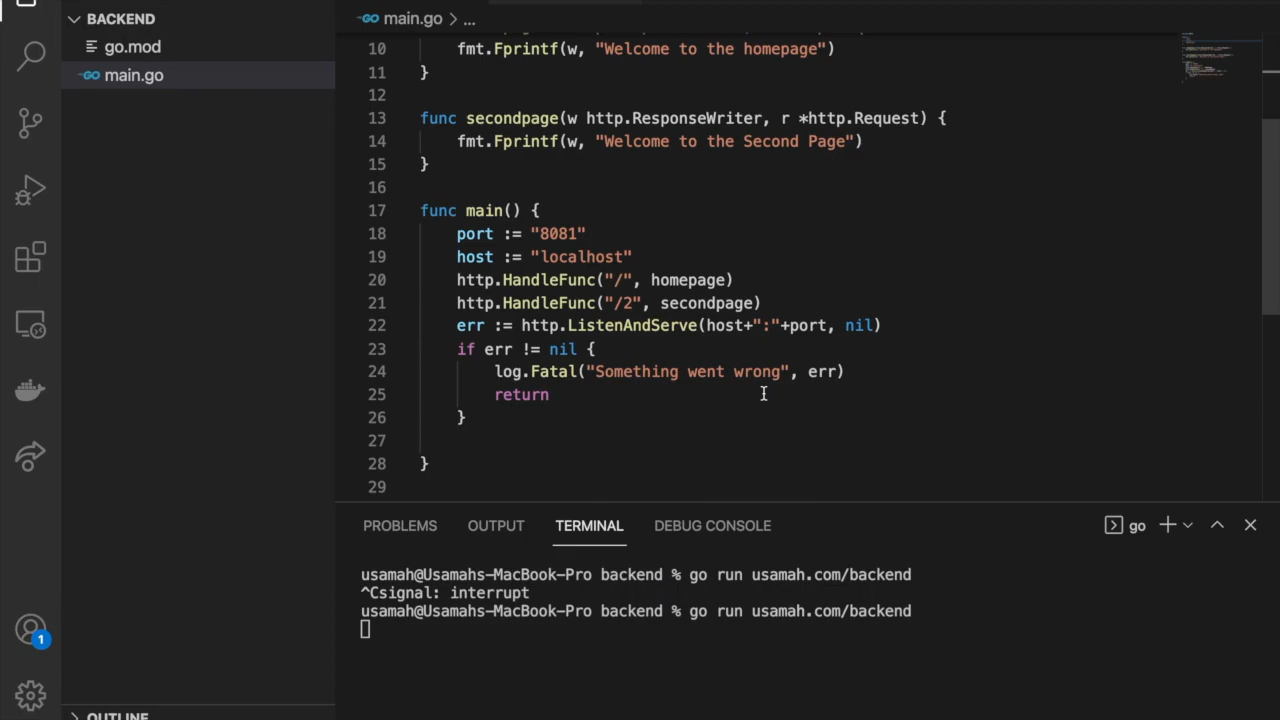 BACKEND
go.mod
main.go
main.go > ...
10 fmt.Fprintf(w, "Welcome to the homepage")
11 }
12
13 func secondpage(w http.ResponseWriter, r *http.Request) {
14 fmt.Fprintf(w, "Welcome to the Second Page")
15 }
16
17 func main() {
18 port := "8081"
19 host := "localhost"
20 http.HandleFunc("/", homepage)
21 http.HandleFunc("/2", secondpage)
22 err := http.ListenAndServe(host+":"+port, nil)
23 if err != nil {
24 log.Fatal("Something went wrong", err)
25 return
26 }
27
28 }
29
PROBLEMS OUTPUT TERMINAL DEBUG CONSOLE go
usamah@Usamahs-MacBook-Pro backend % go run usamah.com/backend
^Csignal: interrupt
usamah@Usamahs-MacBook-Pro backend % go run usamah.com/backend
1
OUTLINE